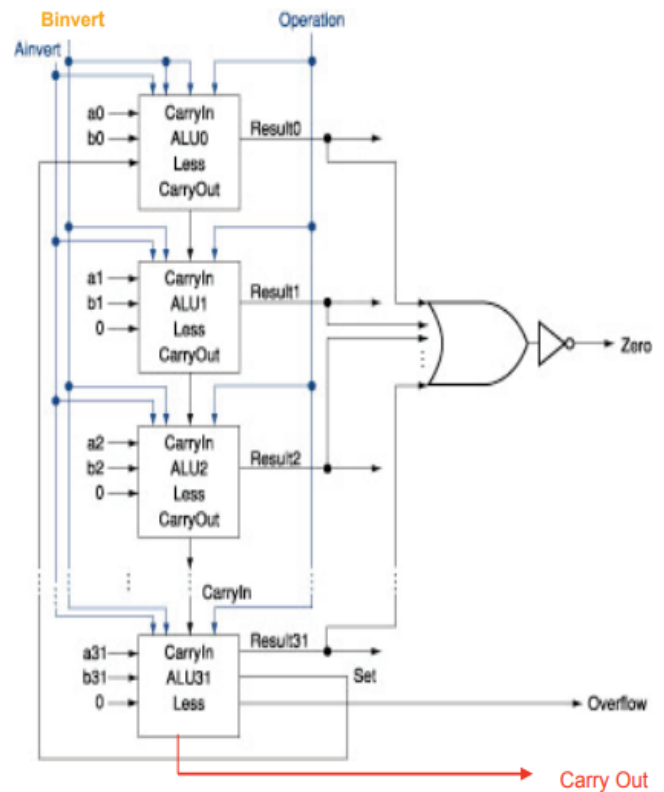 Binvert
Operation
Ainvert
a0
CarryIn
Result0
b0
ALU0
Less
CarryOut
a1
CarryIn
Result1
b1
ALU1
0
Less
CarryOut
Zero
a2
CarryIn
Result2
b2
ALU2
0
Less
CarryOut
CarryIn
a31
CarryIn
Result31
b31
ALU31
Set
0
Less
Overflow
Carry Out